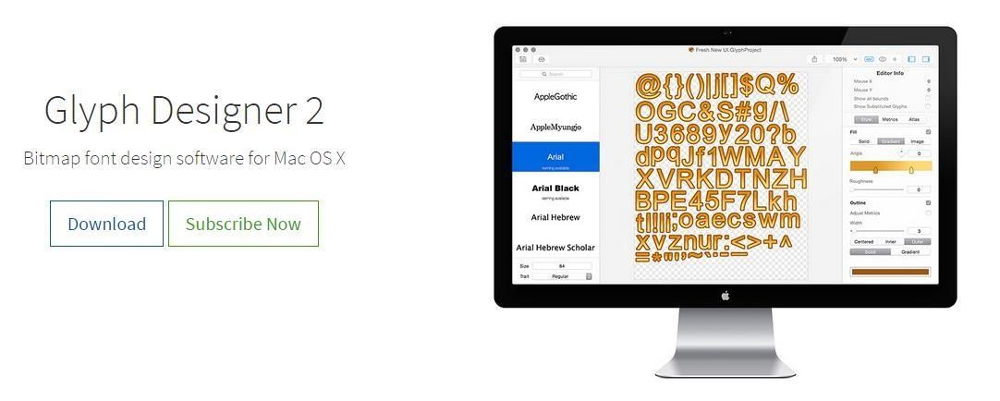 Glyph Designer 2
Bitmap font design software for Mac OS X
Download
Subscribe Now
Fresh New UI.GlyphProject
100%
Search
AppleGothic
AppleMyungjo
Arial
kerning available
Arial Black
kerning available
Arial Hebrew
Arial Hebrew Scholar
Size
64
Trait
Regular
@{}()|j[]$Q%
OGC&S#g/\
U3689y20?b
dpqJf1WMAY
XVRKDTNZH
BPE45F7Lkh
t!lli;oaecswm
xvznur:<>+^
Editor Info
Mouse X 0
Mouse Y 0
Show all bounds
Show Substituted Glyphs
Style Metrics Atlas
Fill
Solid Gradient Image
Angle 0
Roughness
0
Outline
Adjust Metrics
Width
3
Centered Inner Outer
Solid Gradient